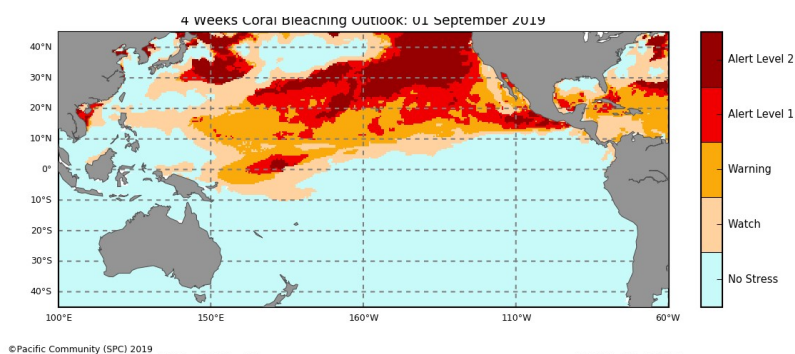 4 Weeks Coral Bleaching Outlook: 01 September 2019
40°N
30°N
20°N
10°N
0°
10°S
20°S
30°S
40°S
100°E
150°E
160°W
110°W
60°W
Alert Level 2
Alert Level 1
Warning
Watch
No Stress
©Pacific Community (SPC) 2019